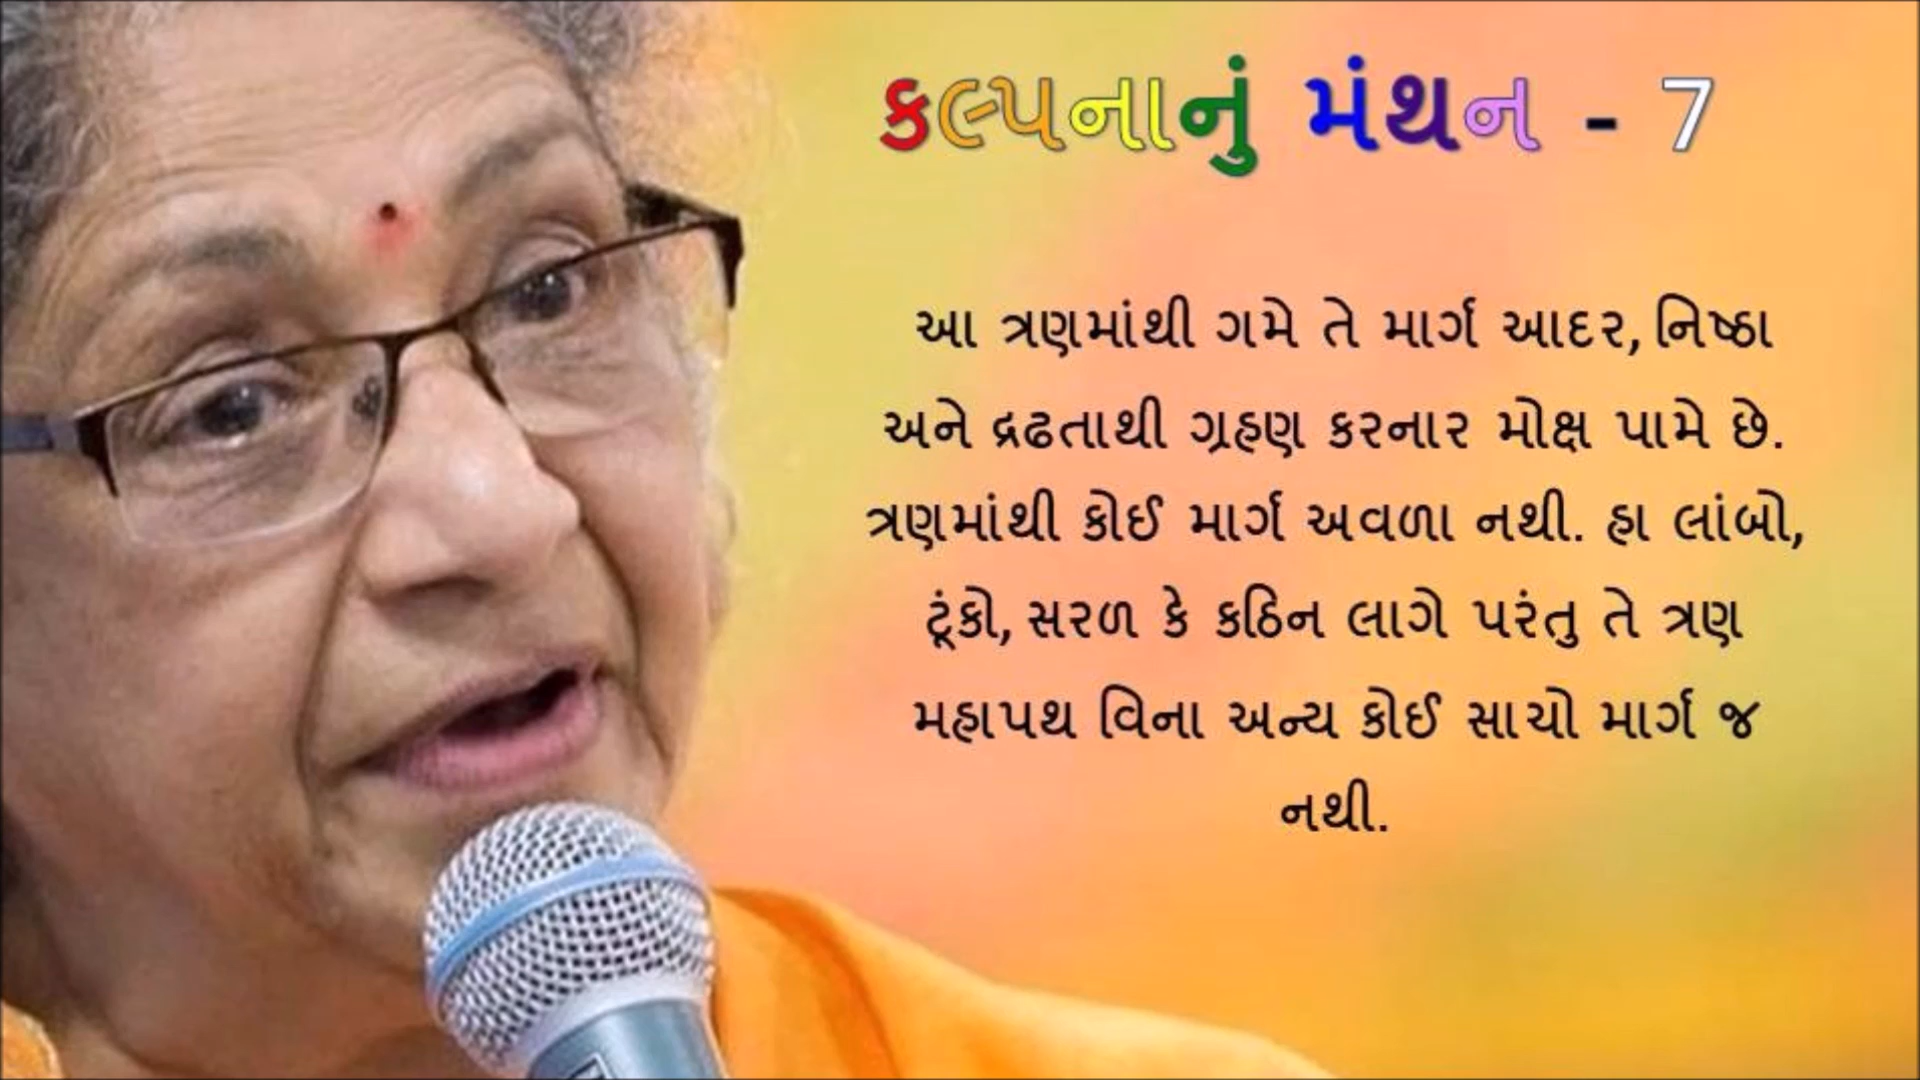 કલ્પનાનું મંથન - 7
આ ત્રણમાંથી ગમે તે માર્ગ આદર, નિષ્ઠા
અને દ્રઢતાથી ગ્રહણ કરનાર મોક્ષ પામે છે.
ત્રણમાંથી કોઈ માર્ગ અવળા નથી. હા લાંબો,
ટૂંકો, સરળ કે કઠિન લાગે પરંતુ તે ત્રણ
મહાપથ વિના અન્ય કોઈ સાચો માર્ગ જ
નથી.